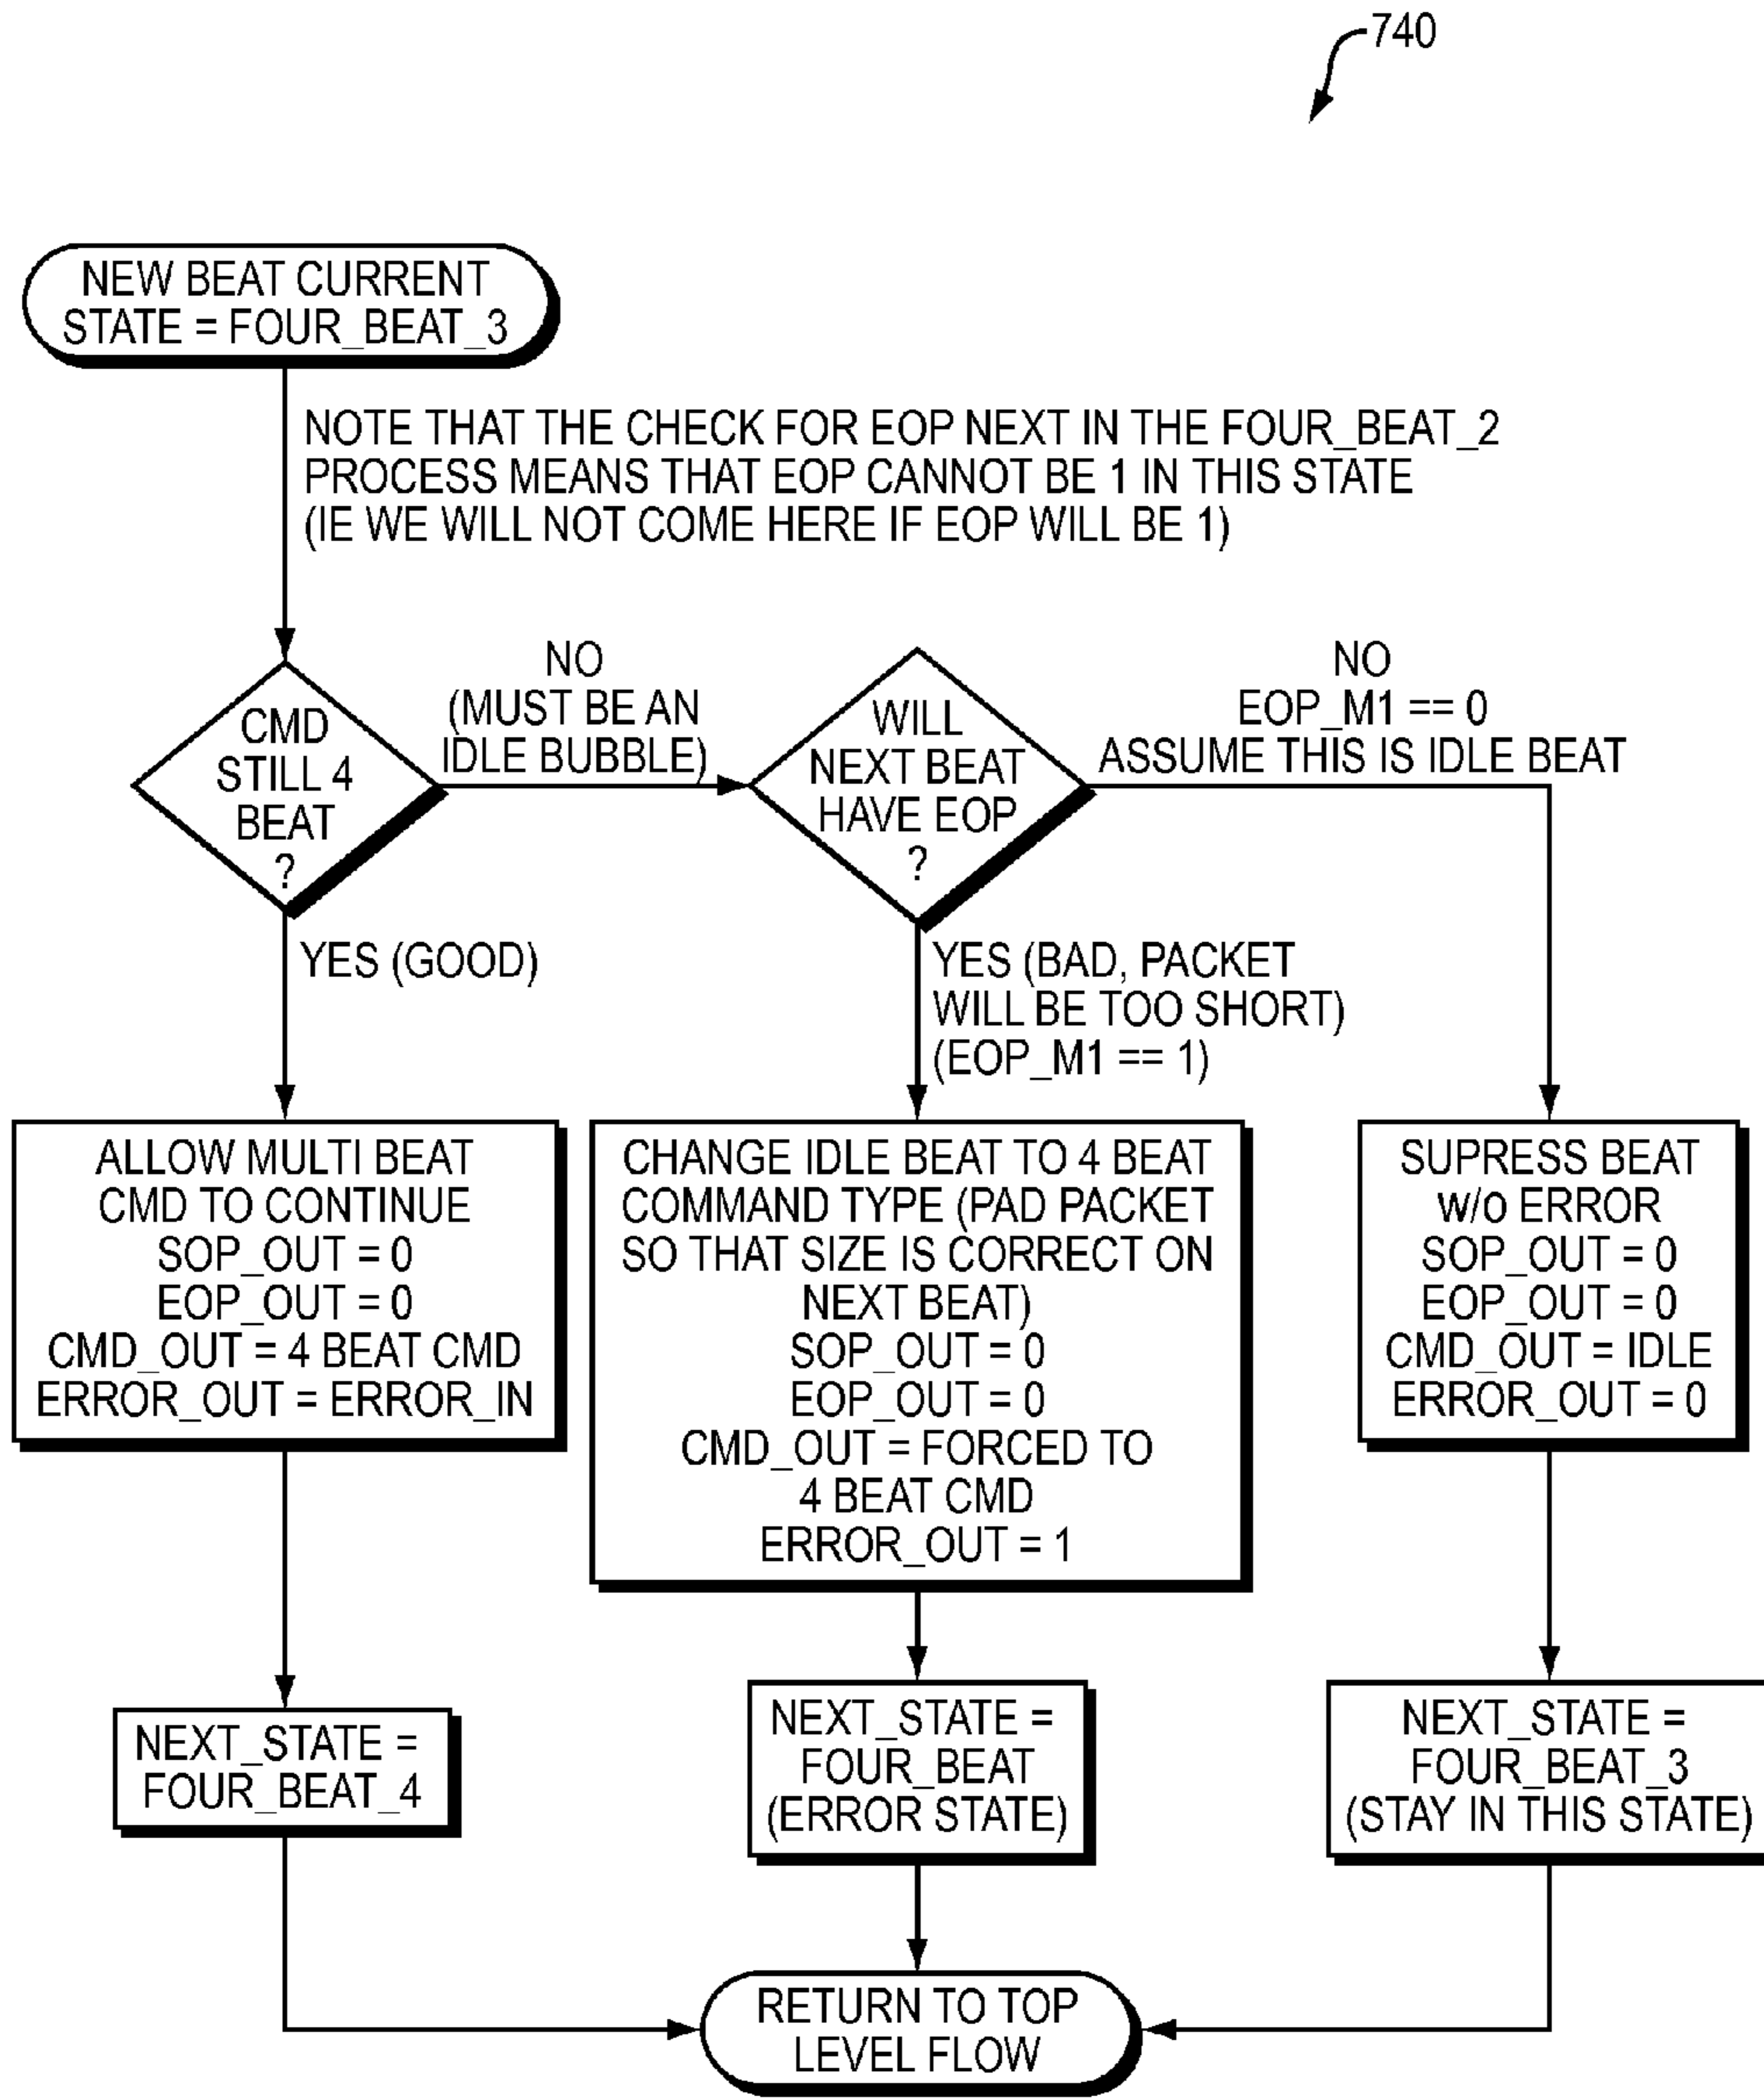 740
NEW BEAT CURRENT
STATE = FOUR_BEAT_3
NOTE THAT THE CHECK FOR EOP NEXT IN THE FOUR_BEAT_2
PROCESS MEANS THAT EOP CANNOT BE 1 IN THIS STATE
(IE WE WILL NOT COME HERE IF EOP WILL BE 1)
CMD
STILL 4
BEAT
?
NO
(MUST BE AN
IDLE BUBBLE)
WILL
NEXT BEAT
HAVE EOP
?
NO
EOP_M1 == 0
ASSUME THIS IS IDLE BEAT
YES (GOOD)
YES (BAD, PACKET
WILL BE TOO SHORT)
(EOP_M1 == 1)
ALLOW MULTI BEAT
CMD TO CONTINUE
SOP_OUT = 0
EOP_OUT = 0
CMD_OUT = 4 BEAT CMD
ERROR_OUT = ERROR_IN
CHANGE IDLE BEAT TO 4 BEAT
COMMAND TYPE (PAD PACKET
SO THAT SIZE IS CORRECT ON
NEXT BEAT)
SOP_OUT = 0
EOP_OUT = 0
CMD_OUT = FORCED TO
4 BEAT CMD
ERROR_OUT = 1
SUPRESS BEAT
w/o ERROR
SOP_OUT = 0
EOP_OUT = 0
CMD_OUT = IDLE
ERROR_OUT = 0
NEXT_STATE =
FOUR_BEAT_4
NEXT_STATE =
FOUR_BEAT
(ERROR STATE)
NEXT_STATE =
FOUR_BEAT_3
(STAY IN THIS STATE)
RETURN TO TOP
LEVEL FLOW